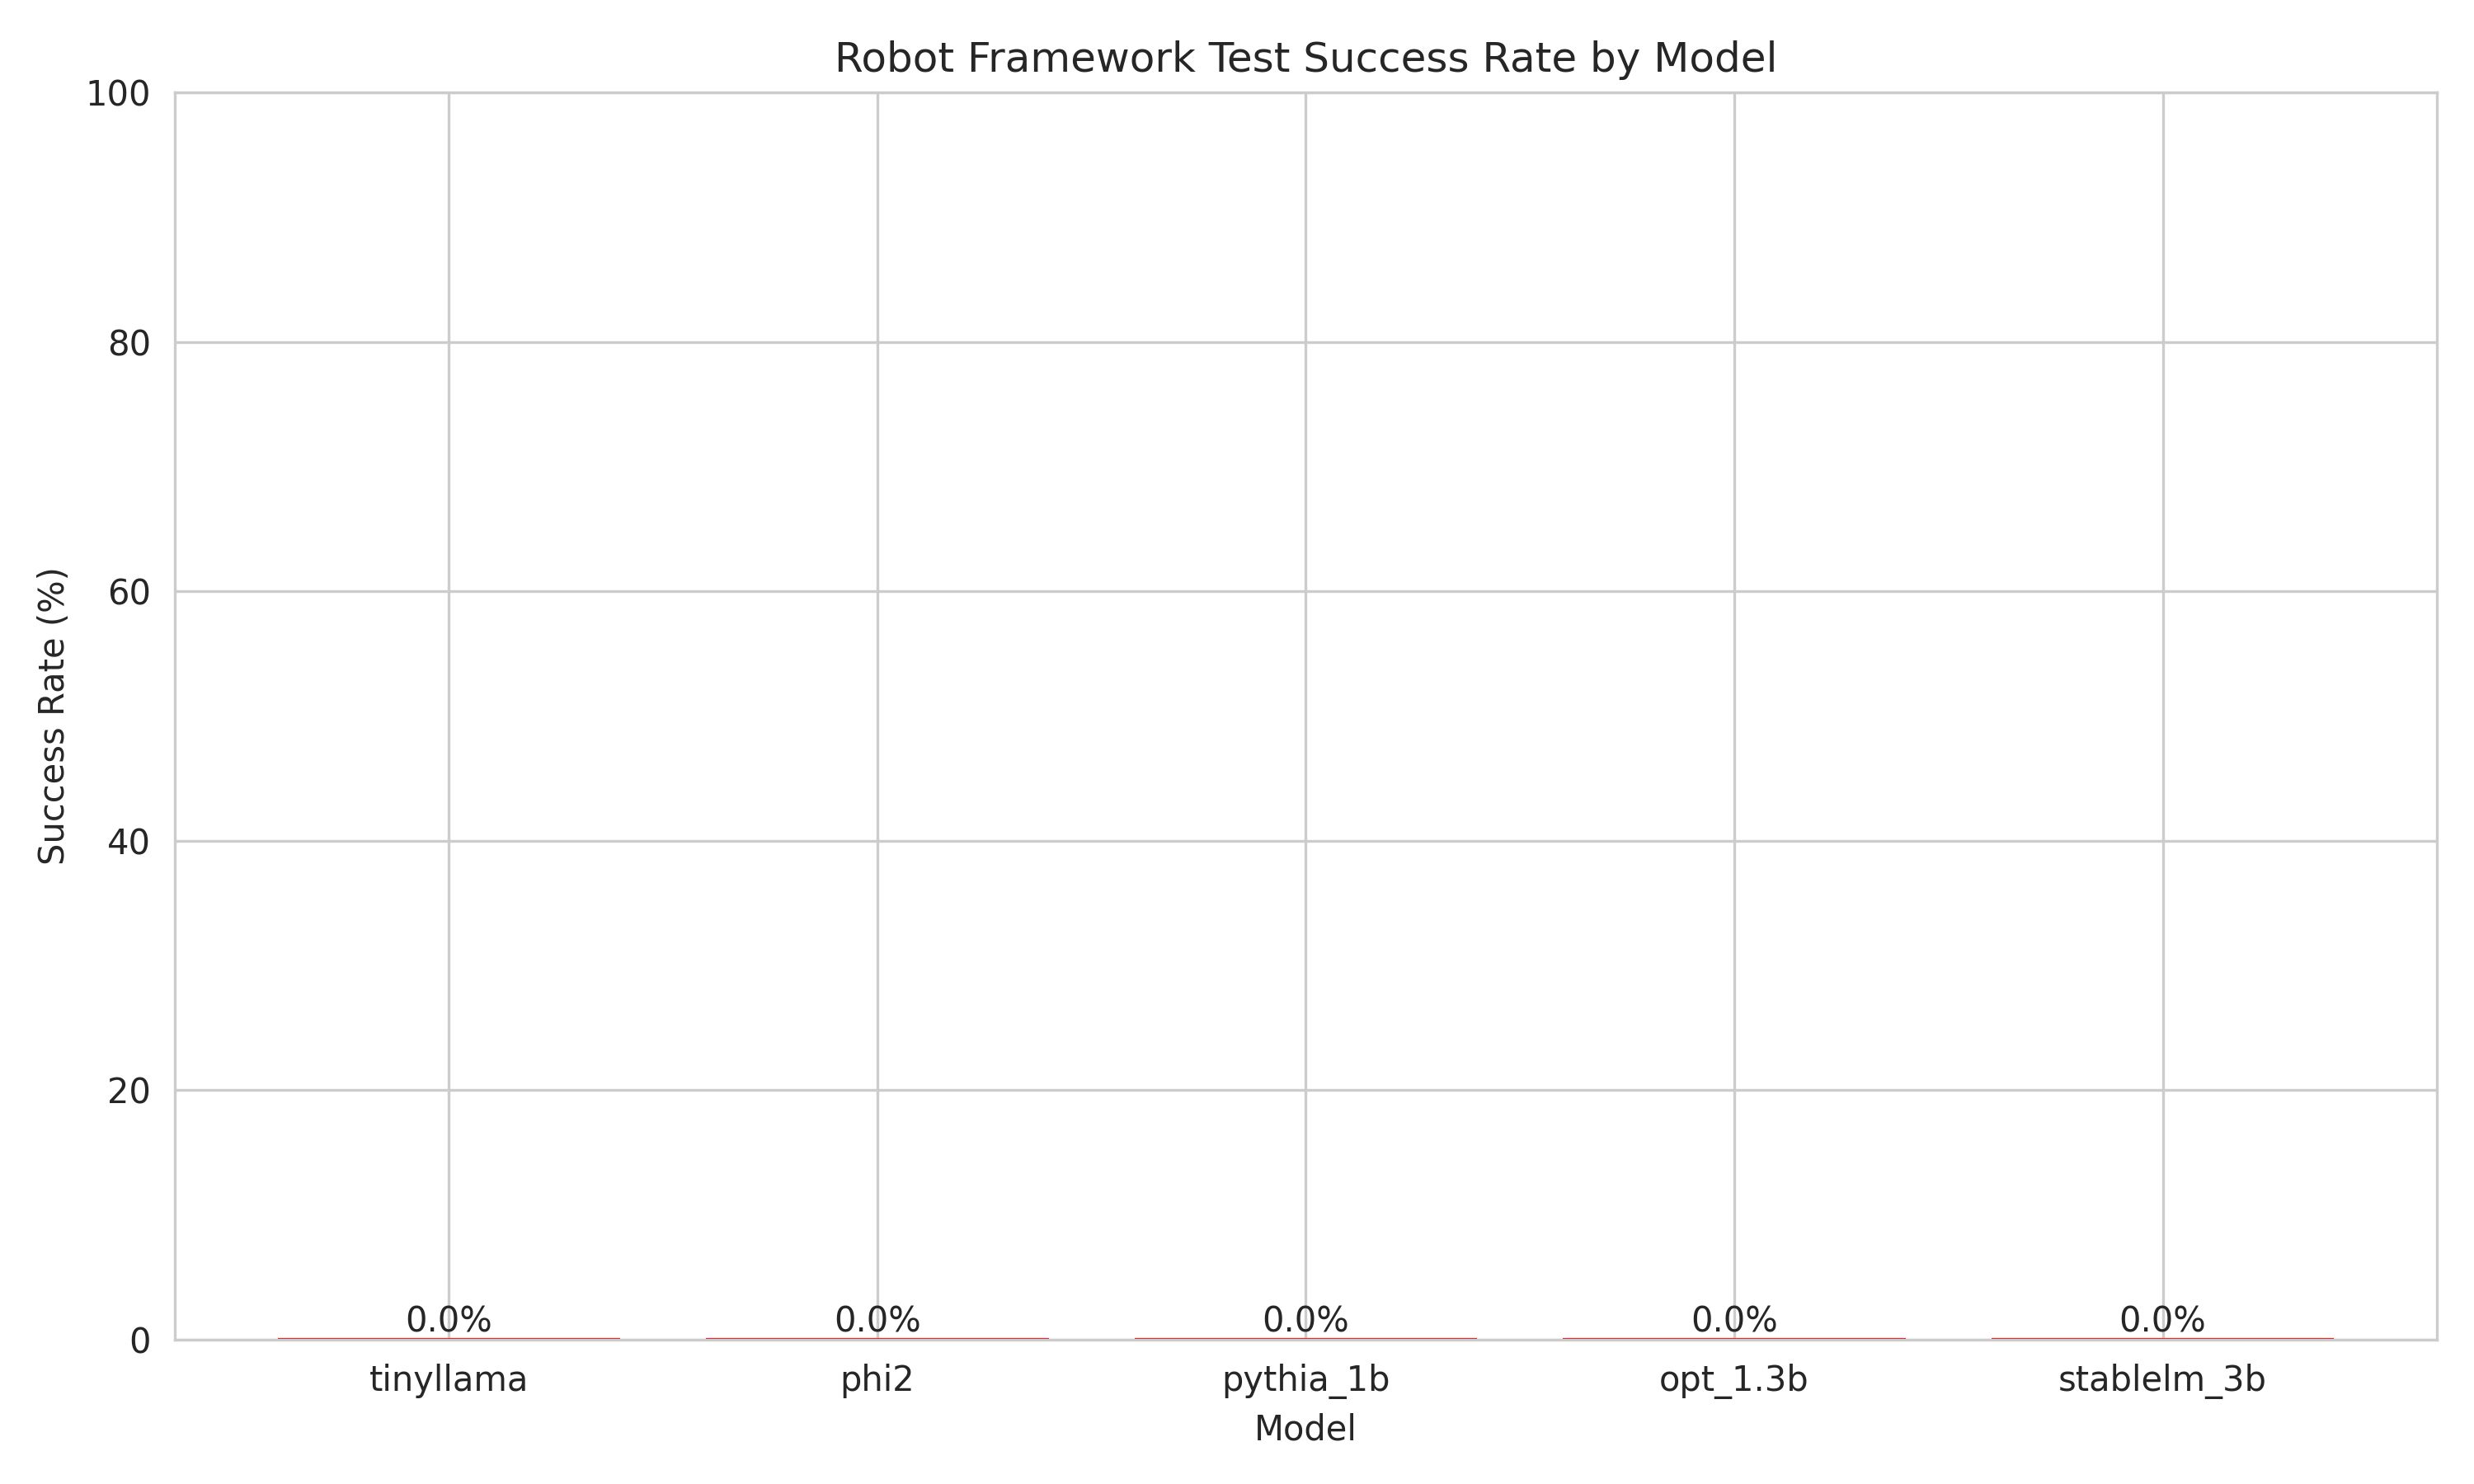 Robot Framework Test Success Rate by Model
100
80
60
40
20
0
Success Rate (%)
0.0% 0.0% 0.0% 0.0% 0.0%
tinyllama phi2 pythia_1b opt_1.3b stablelm_3b
Model